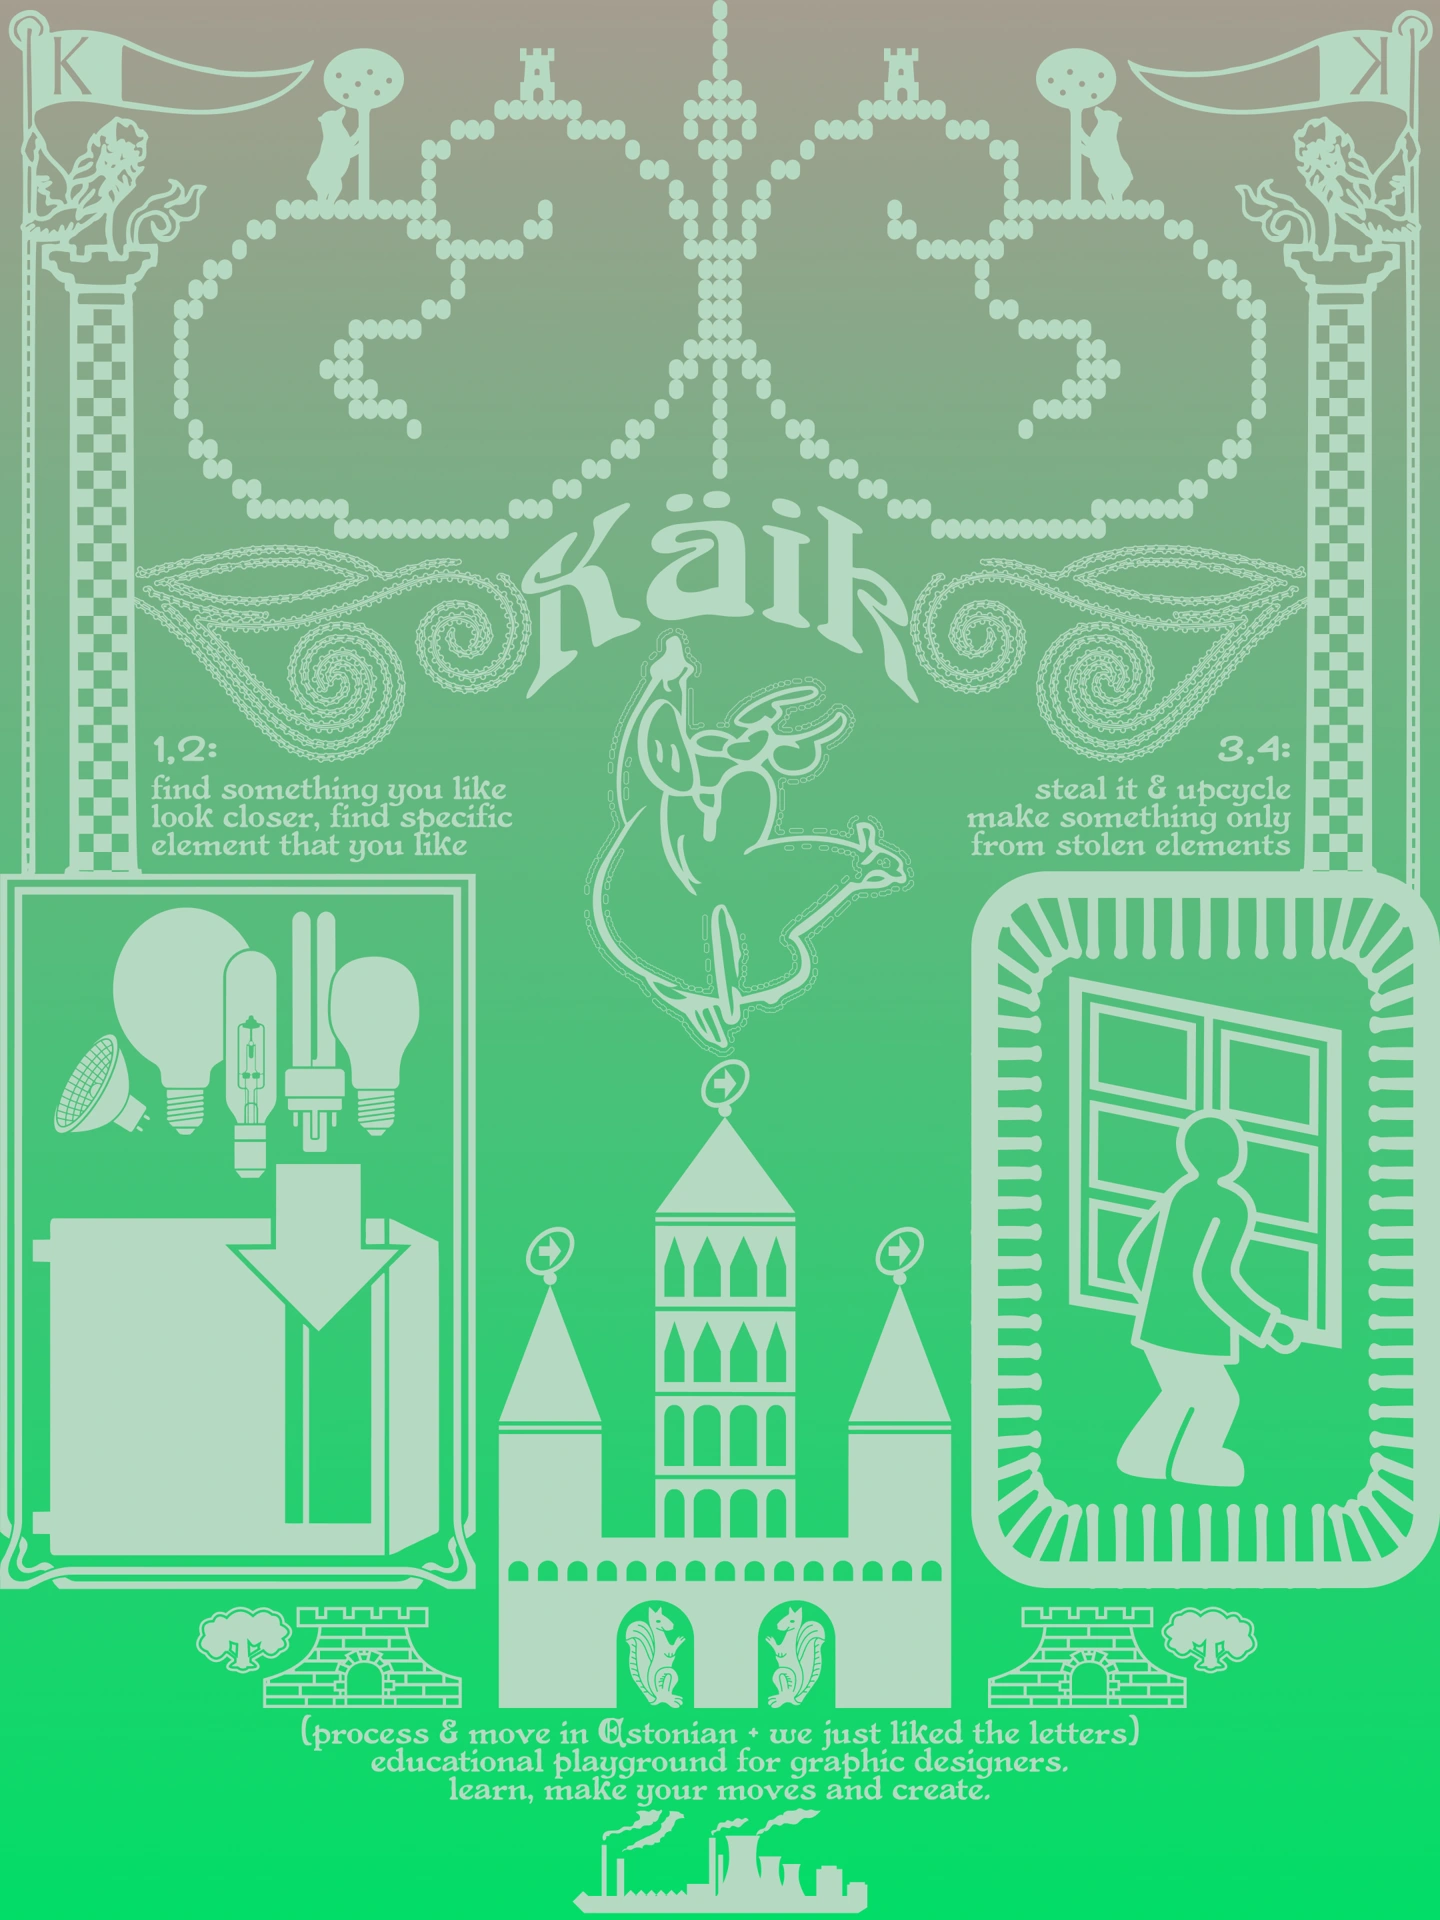 K
K
Käik
1,2:
find something you like
look closer, find specific
element that you like
3,4:
steal it & upcycle
make something only
from stolen elements
(process & move in Estonian + we just liked the letters)
educational playground for graphic designers.
learn, make your moves and create.